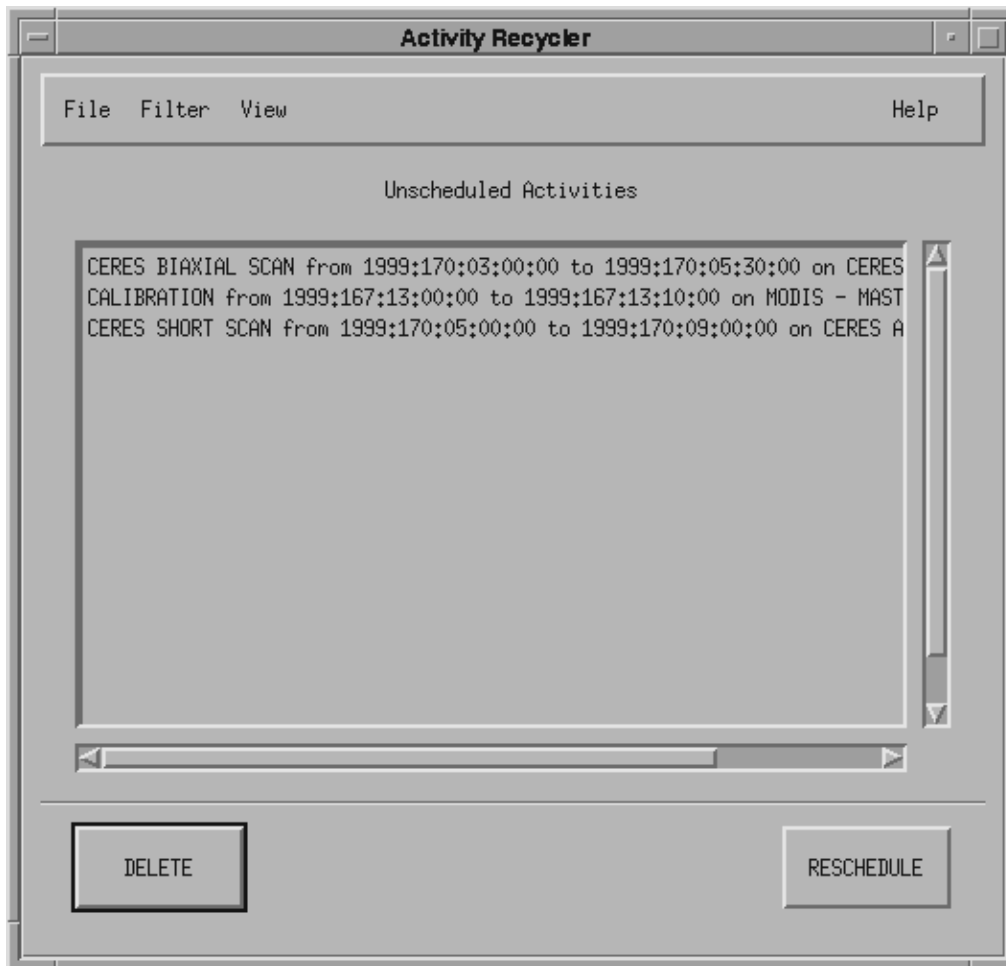 Activity Recycler
File Filter View Help
Unscheduled Activities
CERES BIAXIAL SCAN from 1999:170:03:00:00 to 1999:170:05:30:00 on CERES
CALIBRATION from 1999:167:13:00:00 to 1999:167:13:10:00 on MODIS - MAST
CERES SHORT SCAN from 1999:170:05:00:00 to 1999:170:09:00:00 on CERES A
DELETE RESCHEDULE